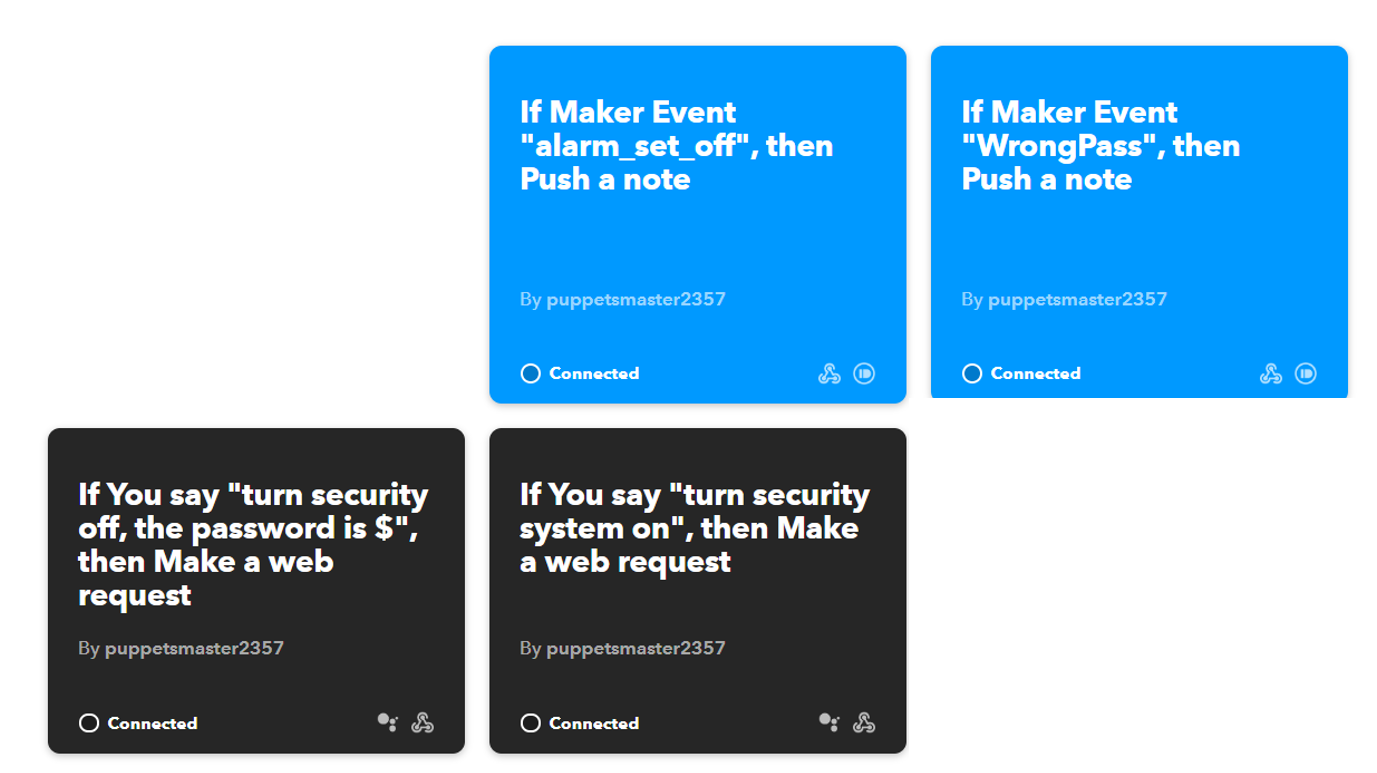 If Maker Event
"alarm_set_off", then
Push a note
By puppetsmaster2357
Connected
If Maker Event
"WrongPass", then
Push a note
By puppetsmaster2357
Connected
If You say "turn security
off, the password is $",
then Make a web
request
By puppetsmaster2357
Connected
If You say "turn security
system on", then Make
a web request
By puppetsmaster2357
Connected